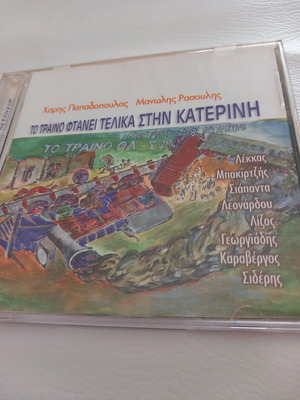 Χάρης Παπαδόπουλος Μανώλης Ρασούλης
ΤΟ ΤΡΑΙΝΟ ΦΤΑΝΕΙ ΤΕΛΙΚΑ ΣΤΗΝ ΚΑΤΕΡΙΝΗ
ΤΟ ΤΡΑΙΝΟ ΘΑ
Λέκκας
Μπακιρτζής
Σιάπαντα
Λεονάρδου
Λίζος
Γεωργιάδης
Καραβέργος
Σιδέρης